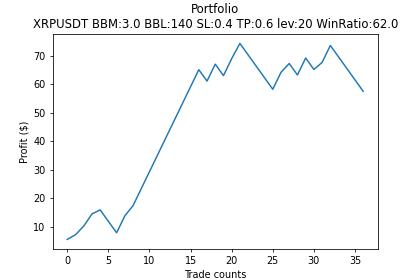 Portfolio
XRPUSDT BBM:3.0 BBL:140 SL:0.4 TP:0.6 lev:20 WinRatio:62.0
70
60
50
40
30
20
10
Profit ($)
0 5 10 15 20 25 30 35
Trade counts